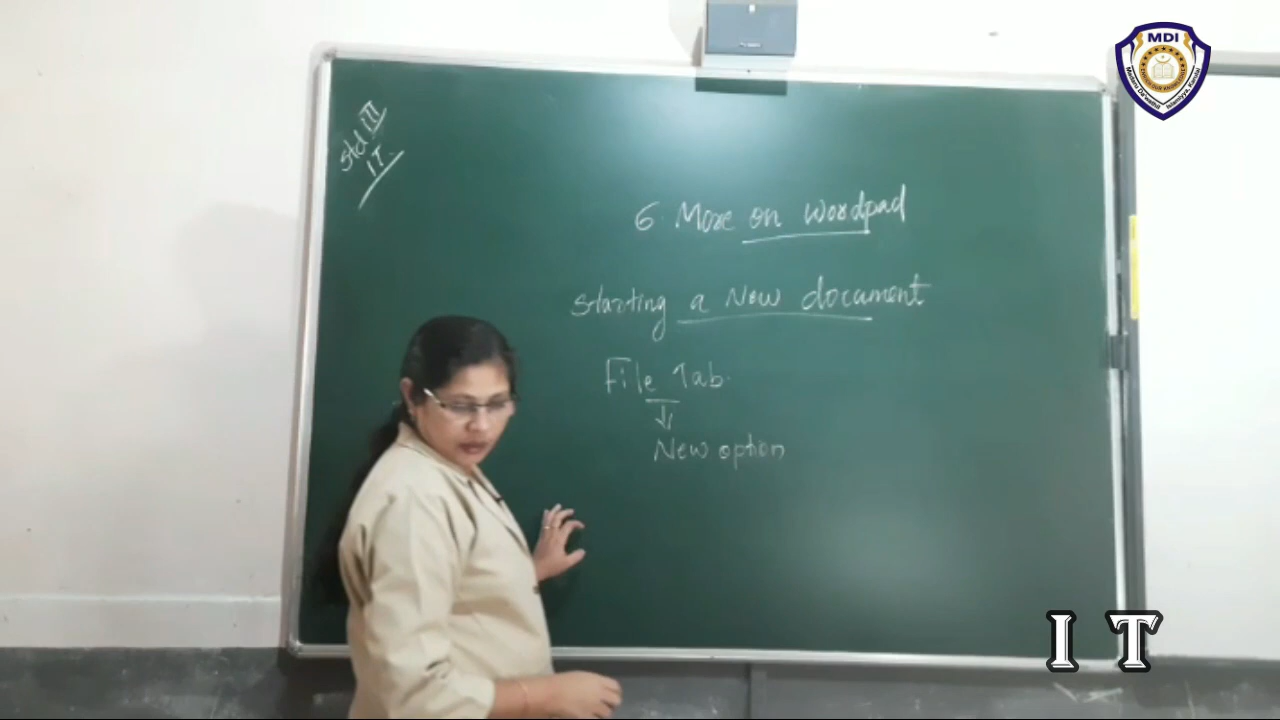 Std III
IT
6. More on Wordpad
Starting a New document
File Tab.
New option
MDI
I T